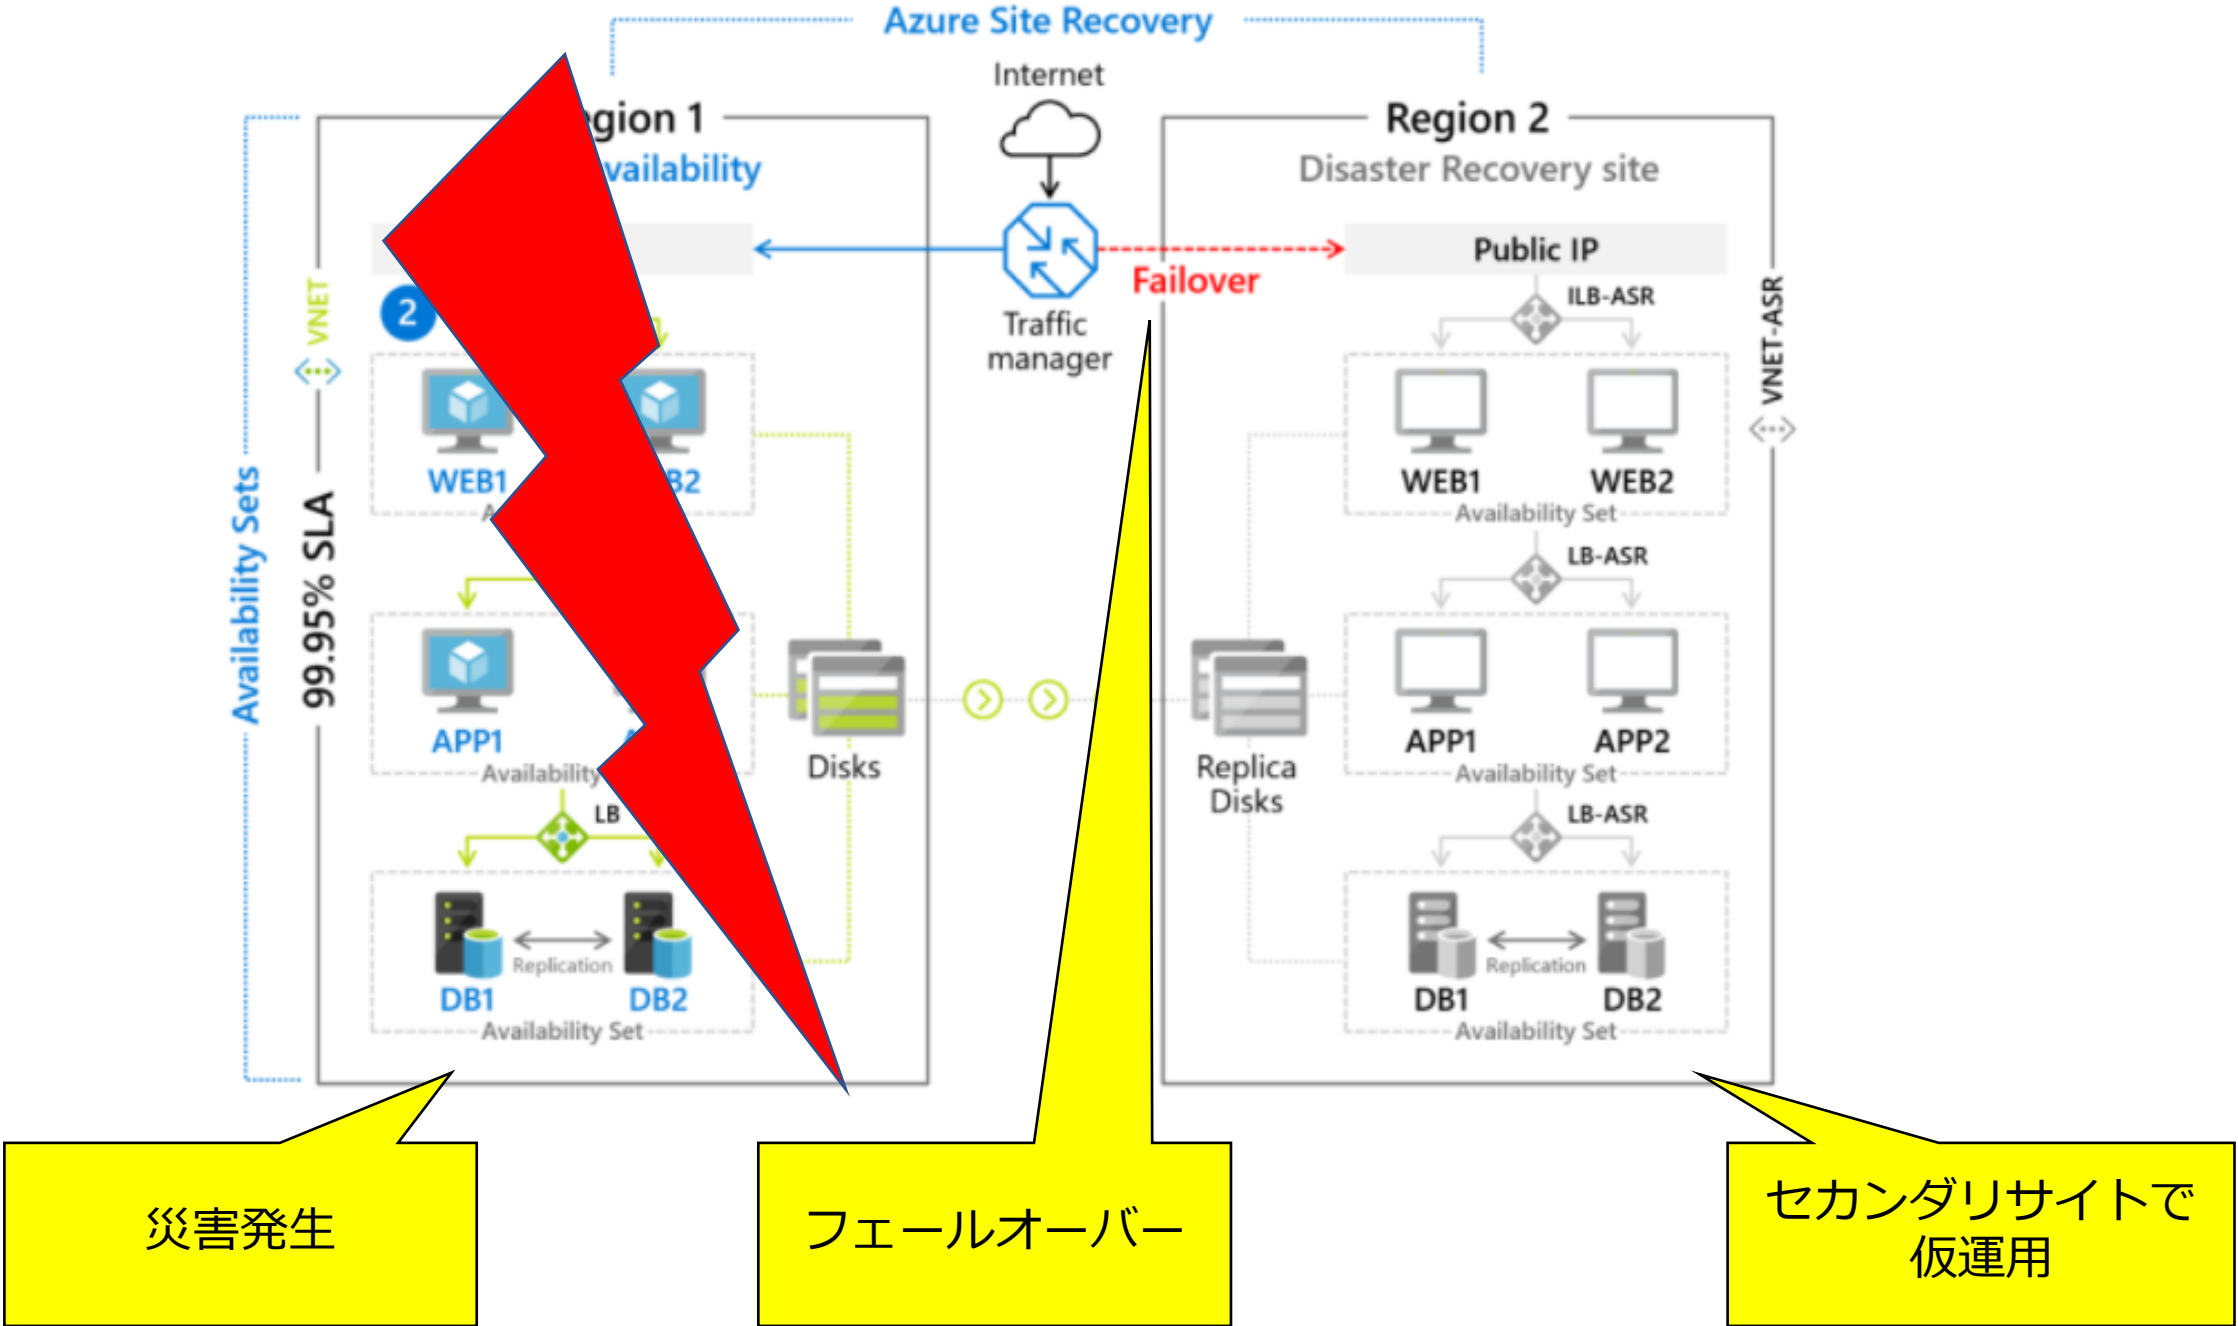 Azure Site Recovery
Internet
gion 1
vailability
Region 2
Disaster Recovery site
Public IP
Failover
Traffic
manager
2
VNET
99.95% SLA
Availability Sets
WEB1
B2
APP1
Availability
LB
DB1
Replication
DB2
Availability Set
Disks
Replica
Disks
ILB-ASR
VNET-ASR
WEB1
WEB2
Availability Set
LB-ASR
APP1
APP2
Availability Set
LB-ASR
DB1
Replication
DB2
Availability Set
災害発生
フェールオーバー
セカンダリサイトで
仮運用